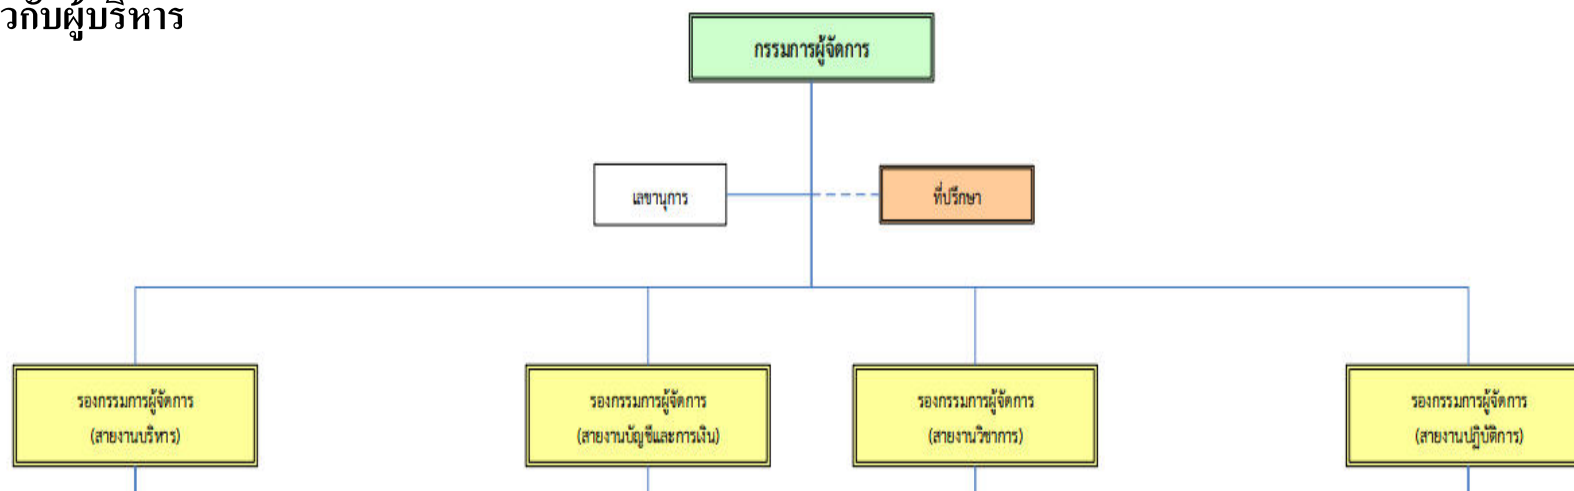 วกับผู้บริหาร
กรรมการผู้จัดการ
เลขานุการ
ที่ปรึกษา
รองกรรมการผู้จัดการ
(สายงานบริหาร)
รองกรรมการผู้จัดการ
(สายงานบัญชีและการเงิน)
รองกรรมการผู้จัดการ
(สายงานวิชาการ)
รองกรรมการผู้จัดการ
(สายงานปฏิบัติการ)